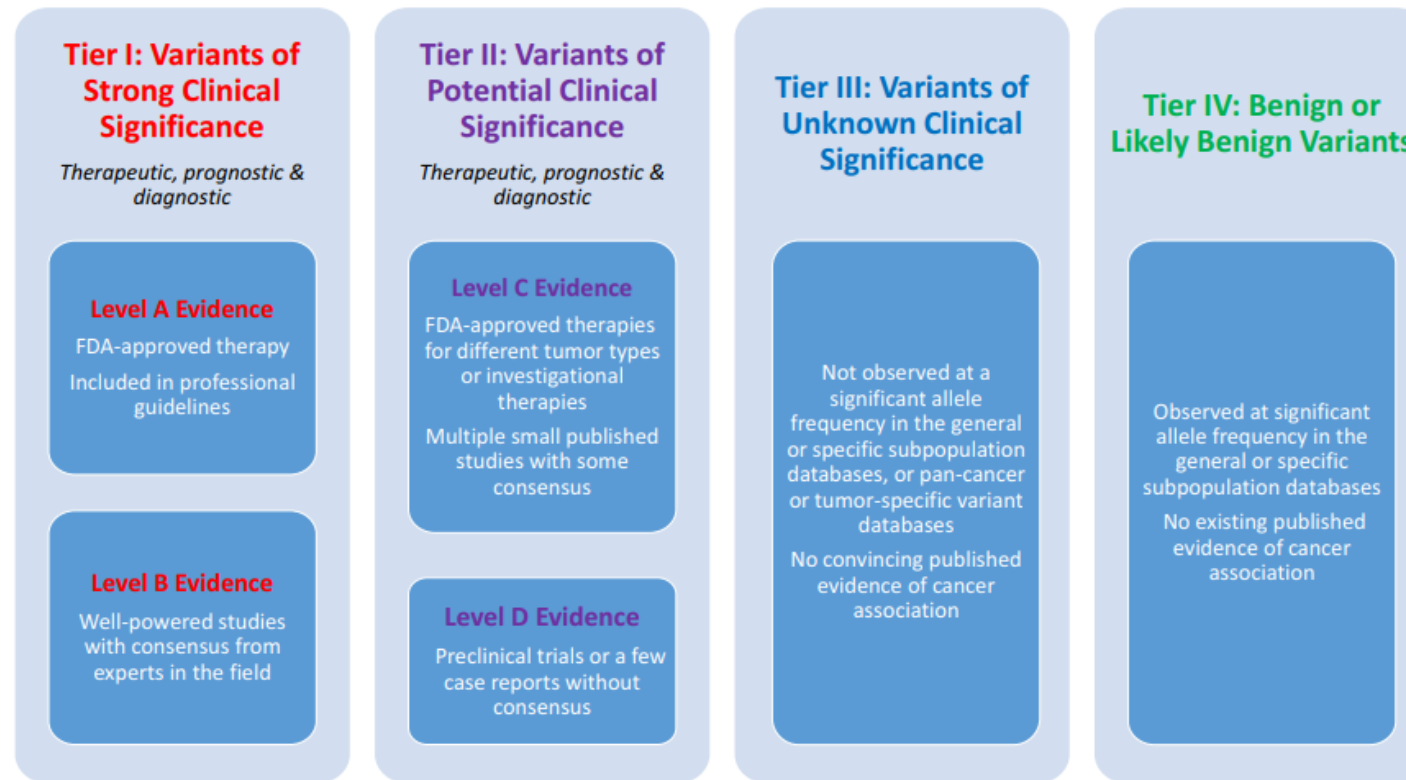 Tier I: Variants of
Strong Clinical
Significance
Therapeutic, prognostic &
diagnostic
Level A Evidence
FDA-approved therapy
Included in professional
guidelines
Level B Evidence
Well-powered studies
with consensus from
experts in the field
Tier II: Variants of
Potential Clinical
Significance
Therapeutic, prognostic &
diagnostic
Level C Evidence
FDA-approved therapies
for different tumor types
or investigational
therapies
Multiple small published
studies with some
consensus
Level D Evidence
Preclinical trials or a few
case reports without
consensus
Tier III: Variants of
Unknown Clinical
Significance
Not observed at a
significant allele
frequency in the general
or specific subpopulation
databases, or pan-cancer
or tumor-specific variant
databases
No convincing published
evidence of cancer
association
Tier IV: Benign or
Likely Benign Variants
Observed at significant
allele frequency in the
general or specific
subpopulation databases
No existing published
evidence of cancer
association